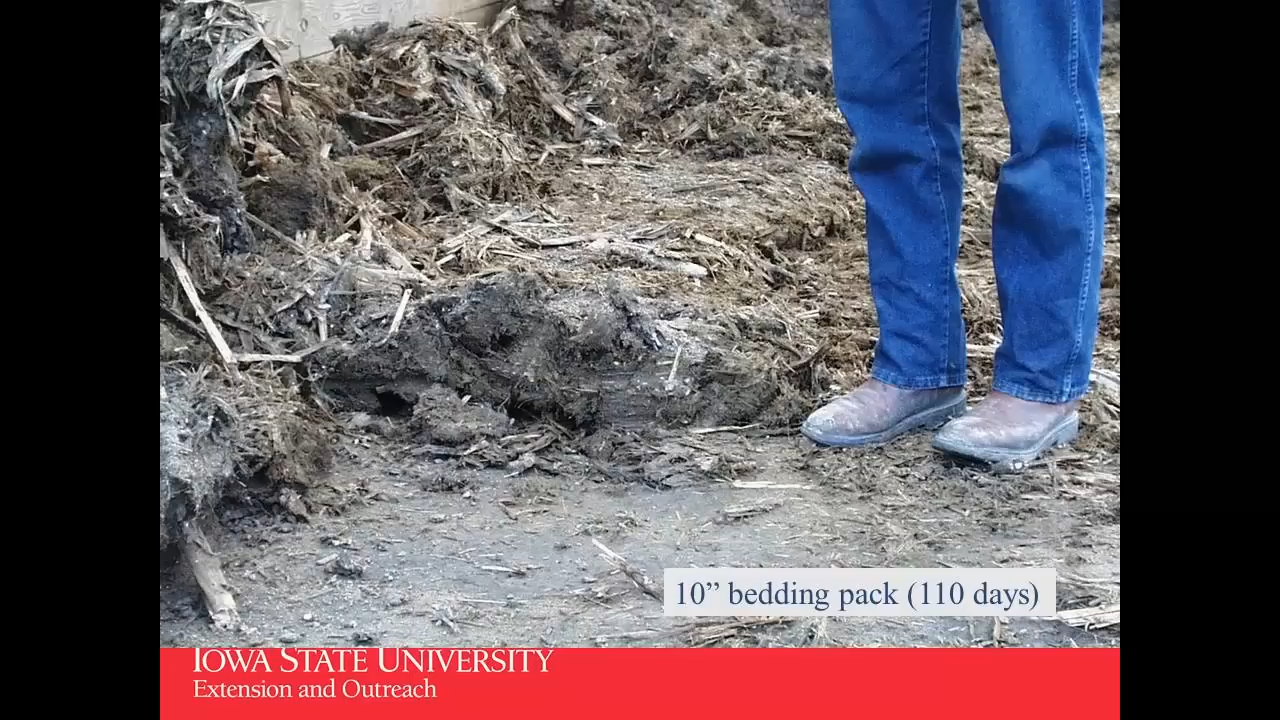 10” bedding pack (110 days)
IOWA STATE UNIVERSITY
Extension and Outreach